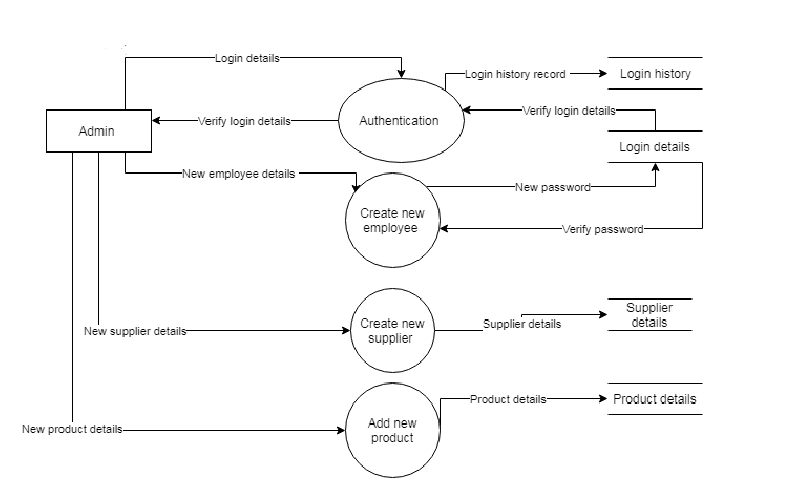 Login details
Login history record
Login history
Admin
Verify login details
Authentication
Verify login details
Login details
New employee details
Create new
employee
New password
Verify password
New supplier details
Create new
supplier
Supplier details
Supplier
details
New product details
Add new
product
Product details
Product details